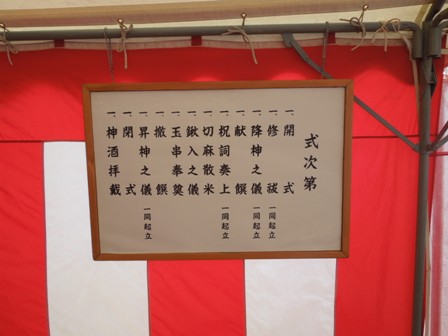 式次第
一、開式
一、修祓 一同起立
一、降神之儀 一同起立
一、献饌
一、祝詞奏上 一同起立
一、切麻散米
一、鍬入之儀
一、玉串奉奠
一、撤饌
一、昇神之儀 一同起立
一、閉式
一、神酒拝戴